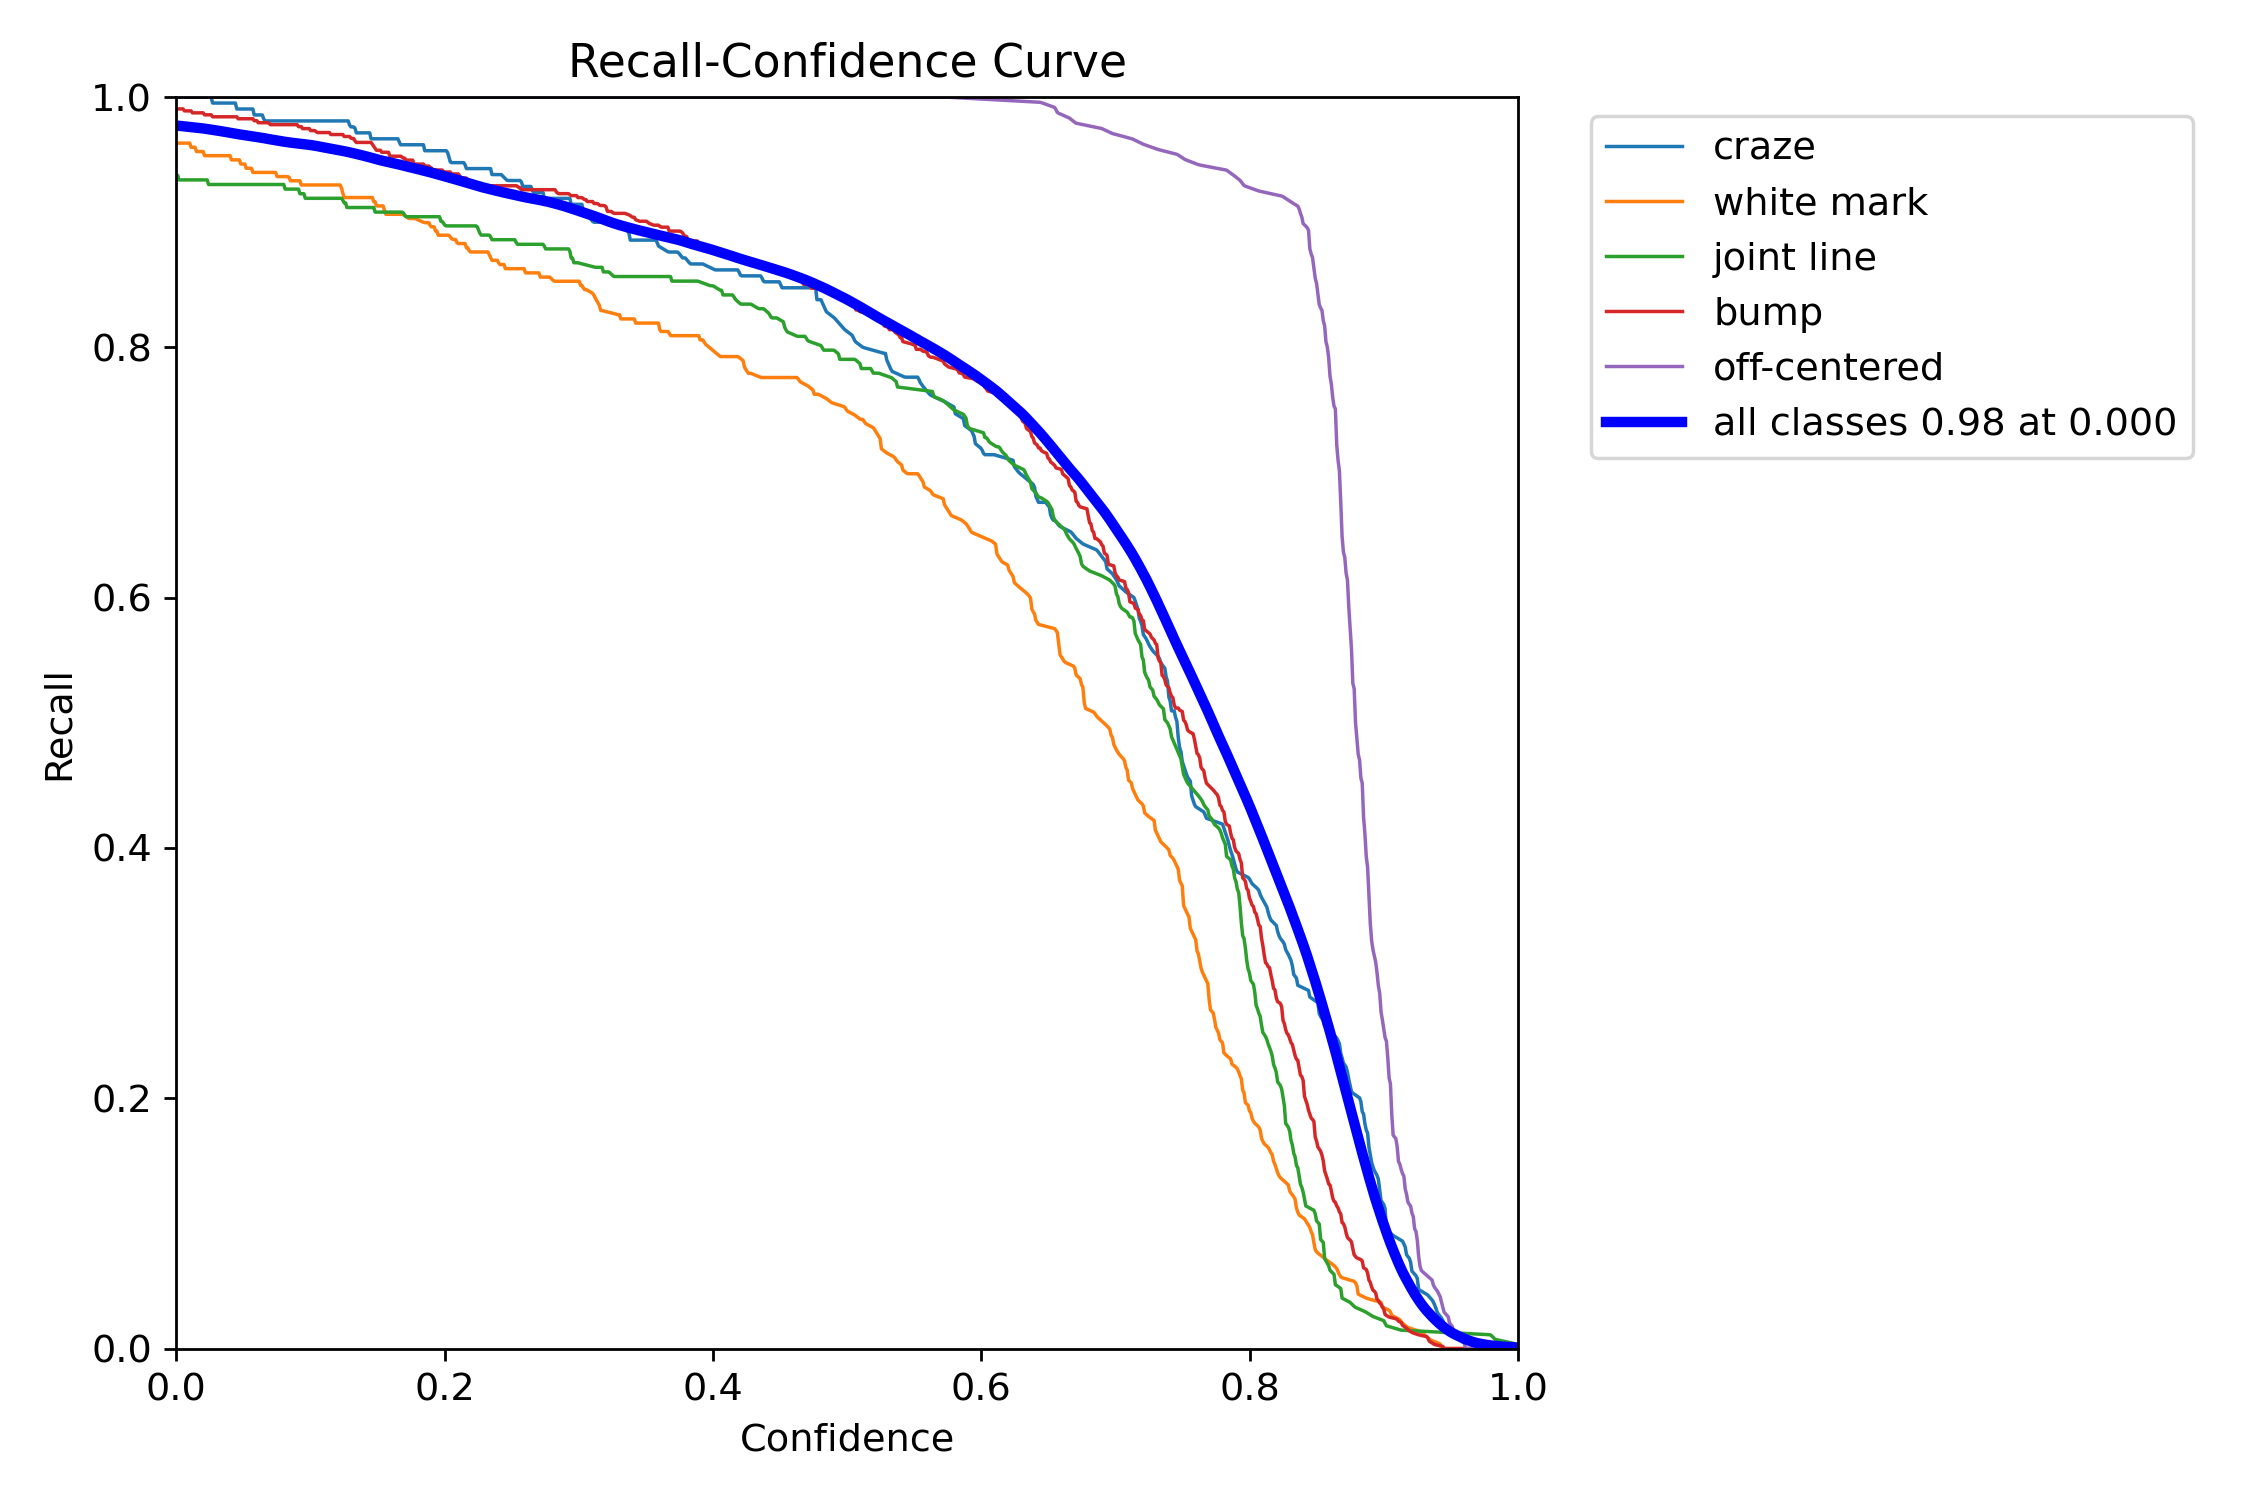 Recall-Confidence Curve
1.0
0.8
0.6
0.4
0.2
0.0
Recall
0.0 0.2 0.4 0.6 0.8 1.0
Confidence
craze
white mark
joint line
bump
off-centered
all classes 0.98 at 0.000